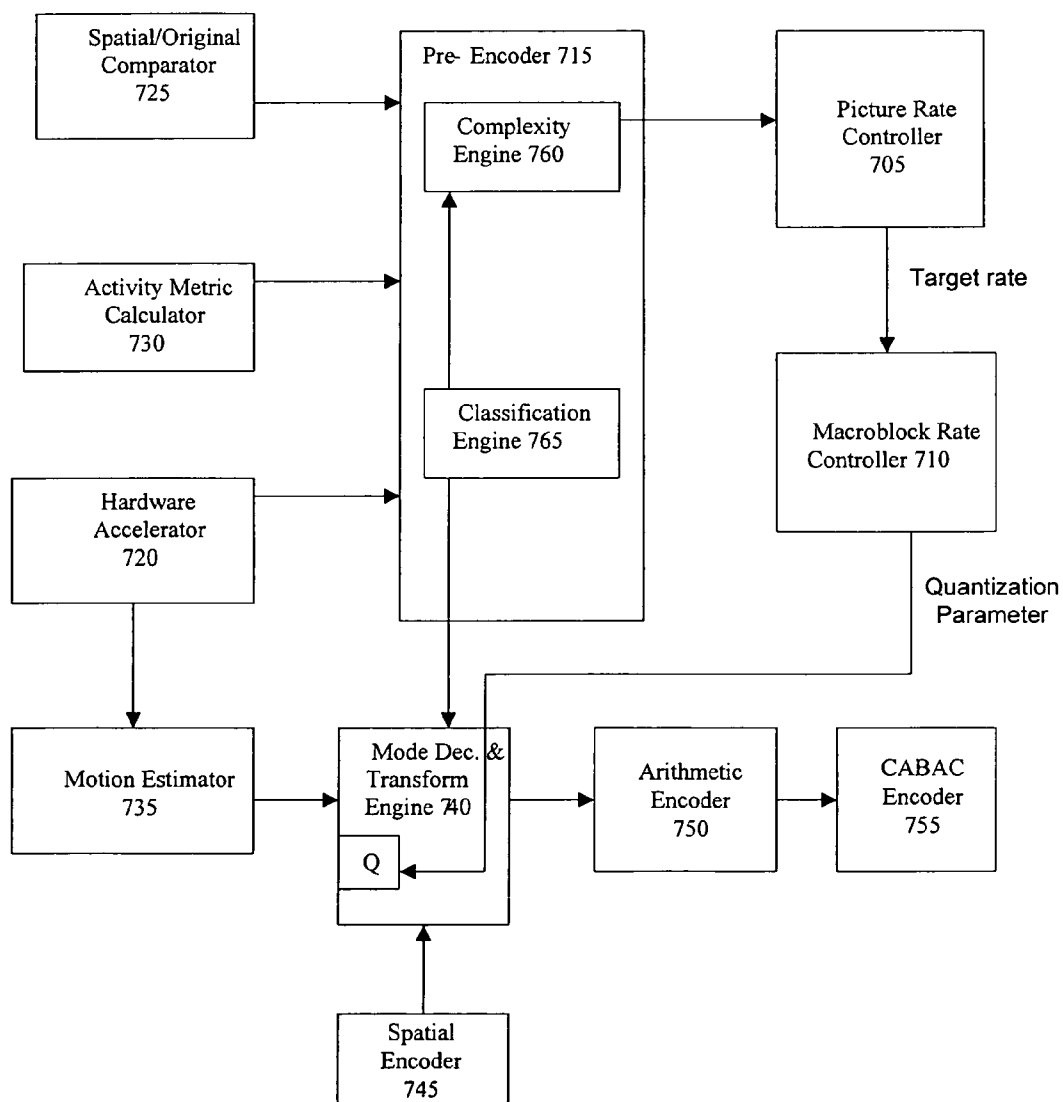 Spatial/Original
Comparator
725
Pre- Encoder 715
Complexity
Engine 760
Picture Rate
Controller
705
Target rate
Activity Metric
Calculator
730
Classification
Engine 765
Macroblock Rate
Controller 710
Hardware
Accelerator
720
Quantization
Parameter
Motion Estimator
735
Mode Dec. &
Transform
Engine 740
Q
Arithmetic
Encoder
750
CABAC
Encoder
755
Spatial
Encoder
745